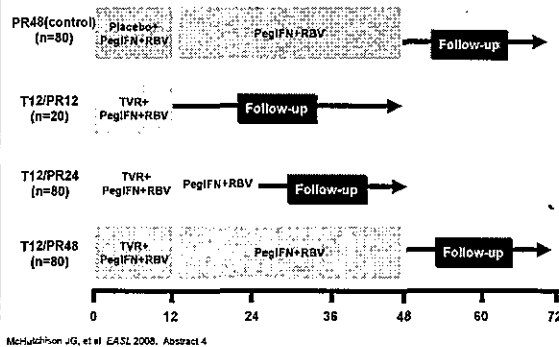 PR48(control)
(n=80)
Placebo+
PegIFN+RBV
PegIFN+RBV
Follow-up
T12/PR12
(n=20)
TVR+
PegIFN+RBV
Follow-up
T12/PR24
(n=80)
TVR+
PegIFN+RBV
PegIFN+RBV
Follow-up
T12/PR48
(n=80)
TVR+
PegIFN+RBV
PegIFN+RBV
Follow-up
0 12 24 36 48 60 72
McHutchison JG, et al EASL 2008. Abstract 4